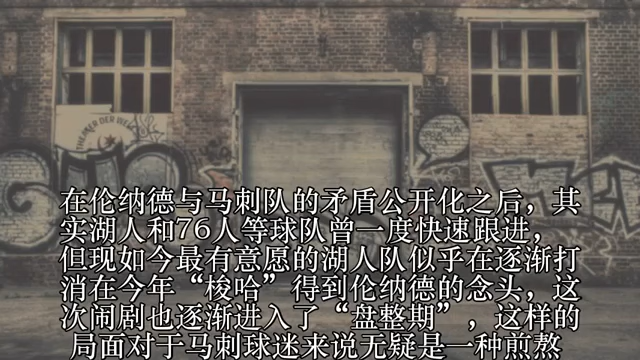 在伦纳德与马刺队的矛盾公开化之后，其
实湖人和76人等球队曾一度快速跟进，
但现如今最有意愿的湖人队似乎在逐渐打
消在今年“梭哈”得到伦纳德的念头，这
次闹剧也逐渐进入了“盘整期”，这样的
局面对于马刺球迷来说无疑是一种煎熬